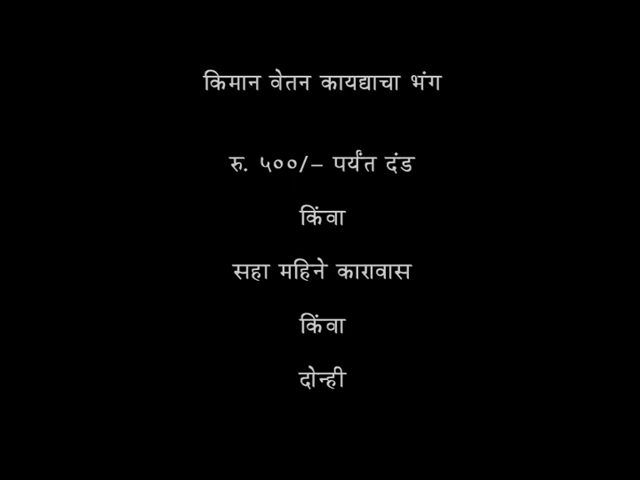 किमान वेतन कायद्याचा भंग
रु. ५००/– पर्यंत दंड
किंवा
सहा महिने कारावास
किंवा
दोन्ही